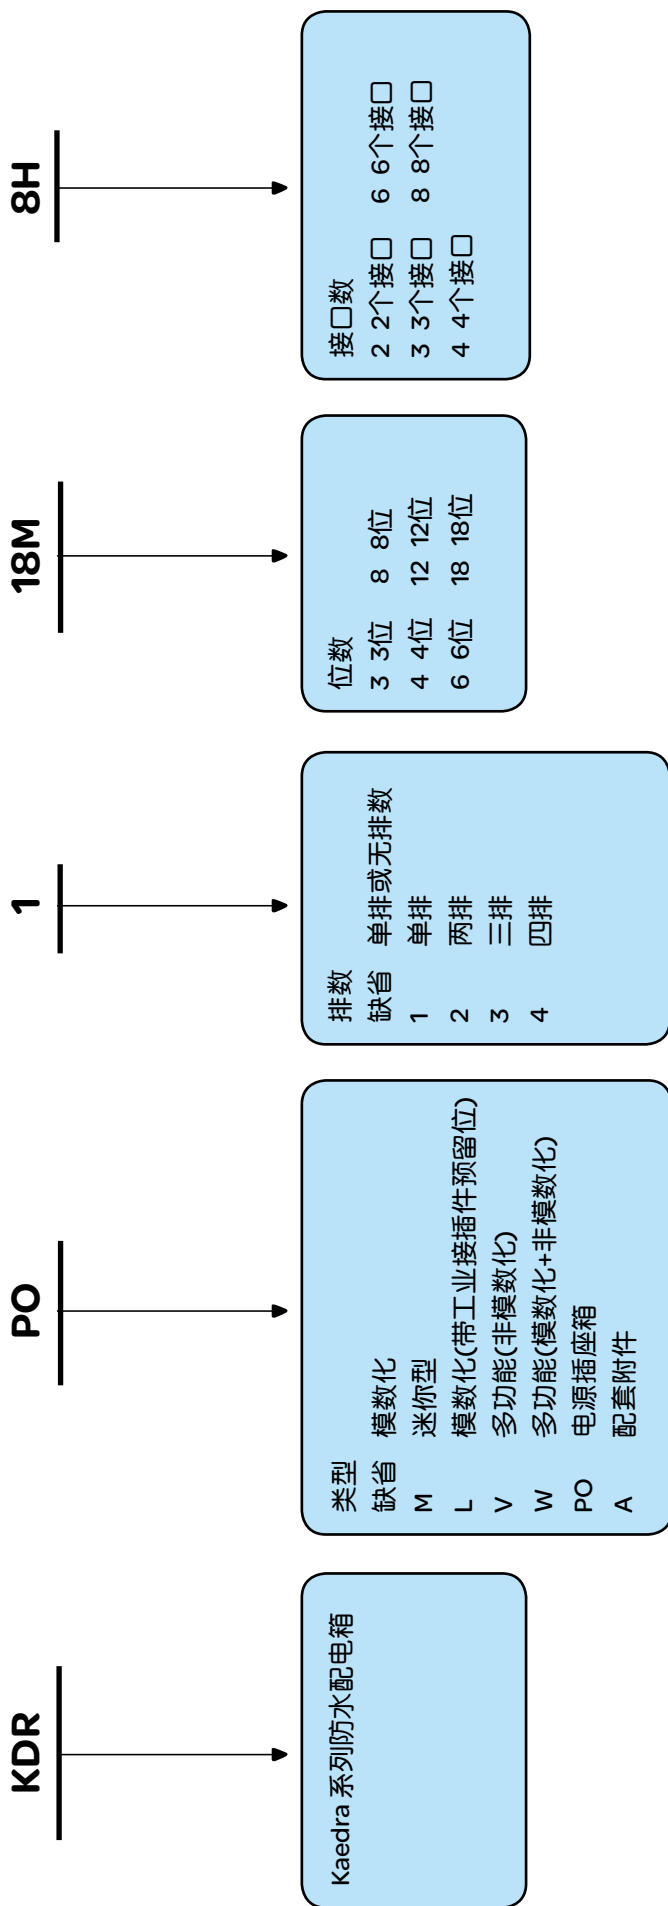 KDR
PO
1
18M
8H
Kaedra 系列防水配电箱
类型
缺省 模数化
M 迷你型
L 模数化(带工业接插件预留位)
V 多功能(非模数化)
W 多功能(模数化+非模数化)
PO 电源插座箱
A 配套附件
排数
缺省 单排或无排数
1 单排
2 两排
3 三排
4 四排
位数
3 3位 8 8位
4 4位 12 12位
6 6位 18 18位
接口数
2 2个接口 6 6个接口
3 3个接口 8 8个接口
4 4个接口